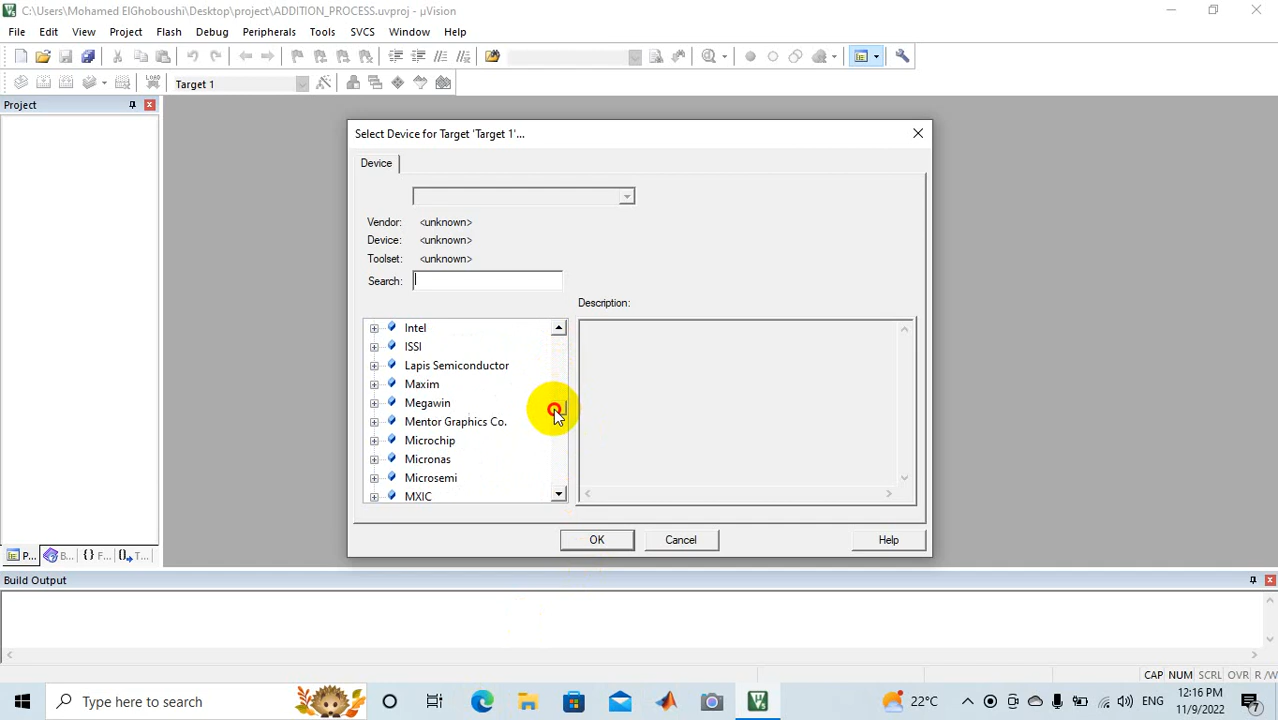 C:\Users\Mohamed ElGhoboushi\Desktop\project\ADDITION_PROCESS.uvproj - µVision
File Edit View Project Flash Debug Peripherals Tools SVCS Window Help
LOAD
Target 1
Project
Select Device for Target 'Target 1'...
Device
Vendor: <unknown>
Device: <unknown>
Toolset: <unknown>
Search:
Description:
Intel
ISSI
Lapis Semiconductor
Maxim
Megawin
Mentor Graphics Co.
Microchip
Micronas
Microsemi
MXIC
OK Cancel Help
P... B... {} F... {} T...
Build Output
CAP NUM SCRL OVR R /W
Type here to search
22°C
ENG
12:16 PM
11/9/2022
7